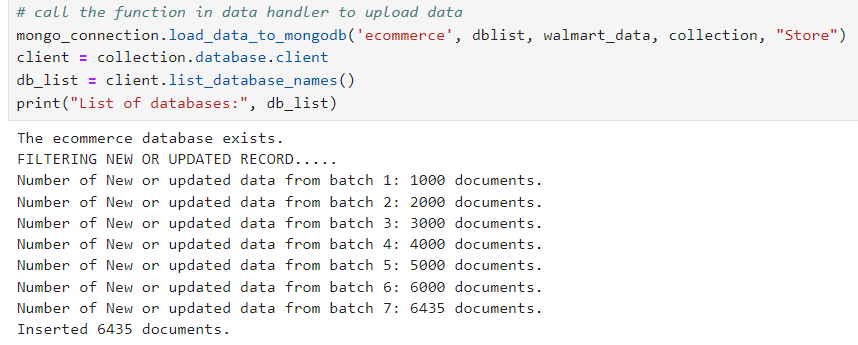 # call the function in data handler to upload data
mongo_connection.load_data_to_mongodb('ecommerce', dblist, walmart_data, collection, "Store")
client = collection.database.client
db_list = client.list_database_names()
print("List of databases:", db_list)
The ecommerce database exists.
FILTERING NEW OR UPDATED RECORD.....
Number of New or updated data from batch 1: 1000 documents.
Number of New or updated data from batch 2: 2000 documents.
Number of New or updated data from batch 3: 3000 documents.
Number of New or updated data from batch 4: 4000 documents.
Number of New or updated data from batch 5: 5000 documents.
Number of New or updated data from batch 6: 6000 documents.
Number of New or updated data from batch 7: 6435 documents.
Inserted 6435 documents.